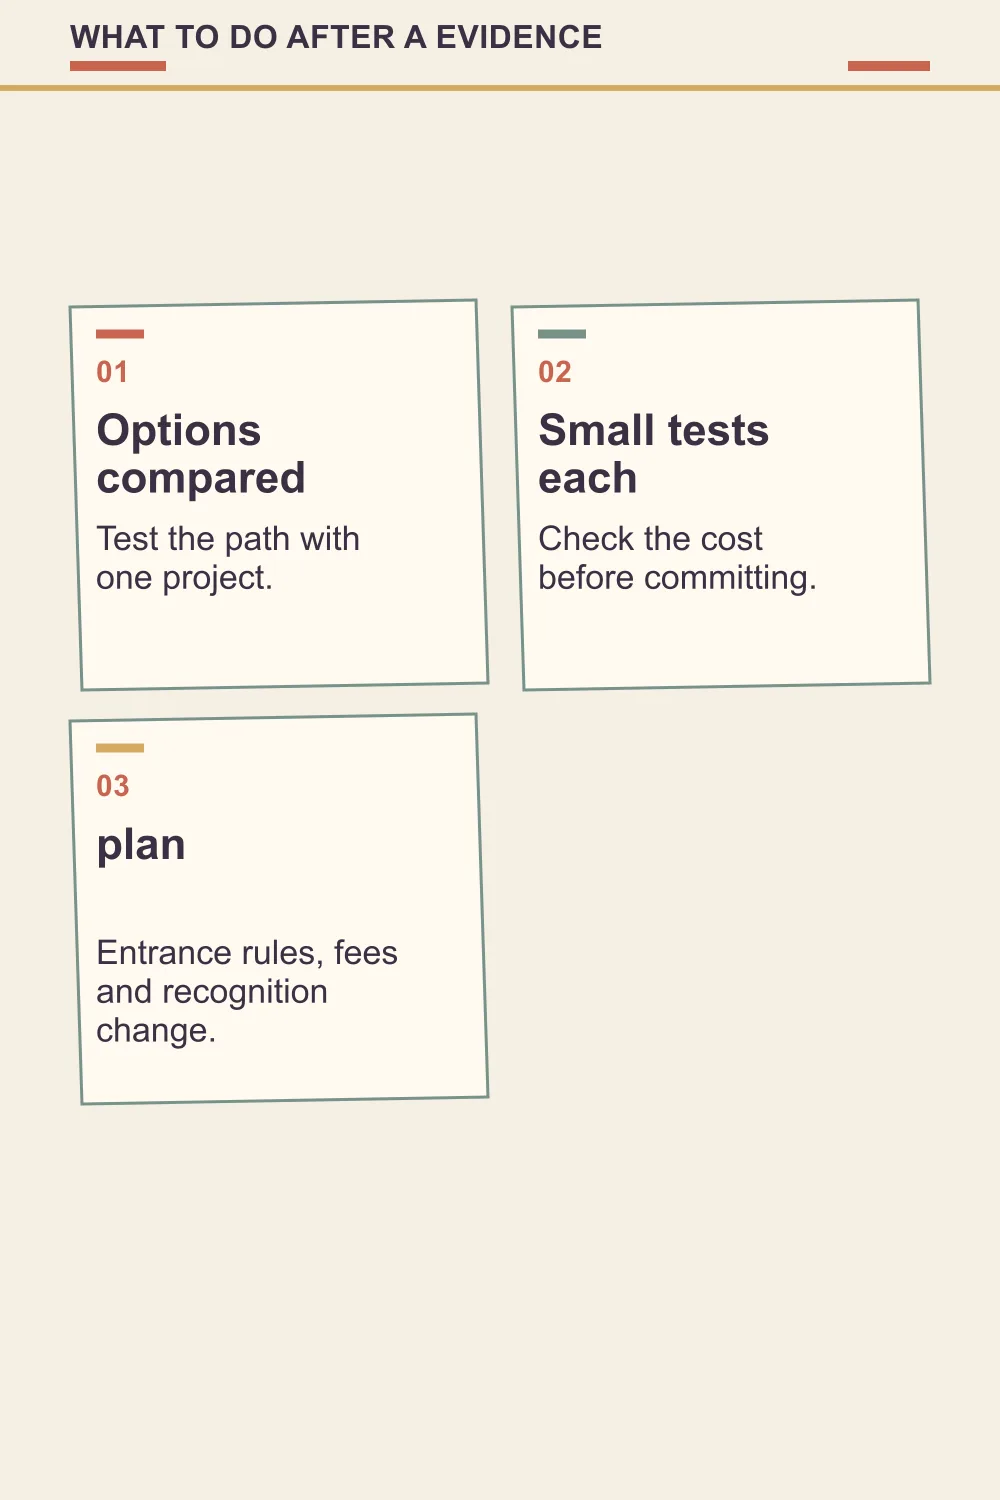 WHAT TO DO AFTER A EVIDENCE
01
Options
compared
Test the path with
one project.
02
Small tests
each
Check the cost
before committing.
03
plan
Entrance rules, fees
and recognition
change.